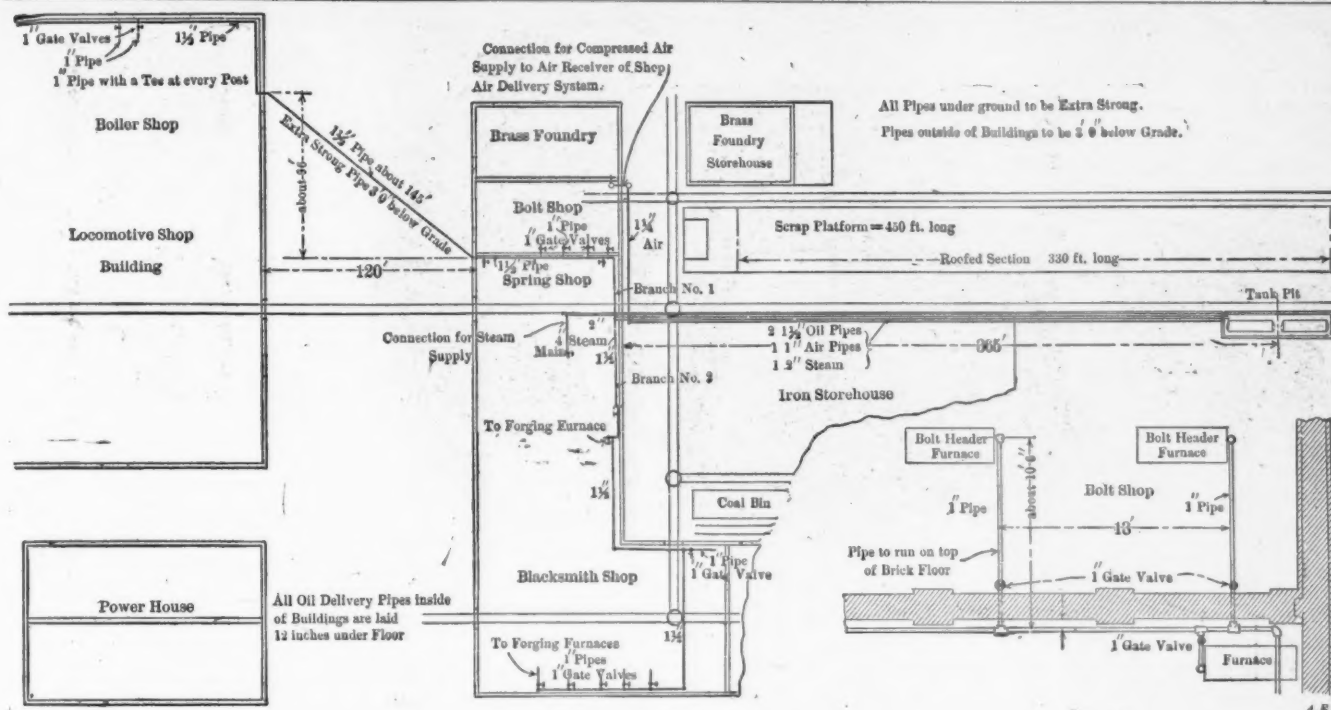 1" Gate Valves
1½" Pipe
1" Pipe
1" Pipe with a Tee at every Post
Boiler Shop
Locomotive Shop
Building
about 96'
1½" Pipe about 145'
Extra Strong Pipe 3' 0" below Grade
120'
Connection for Compressed Air
Supply to Air Receiver of Shop
Air Delivery System.
Brass Foundry
Bolt Shop
1" Pipe
1" Gate Valves
1½" Pipe
Spring Shop
1¼"
Air
Branch No. 1
Brass
Foundry
Storehouse
All Pipes under ground to be Extra Strong.
Pipes outside of Buildings to be 3' 0" below Grade.
Scrap Platform = 450 ft. long
Roofed Section 330 ft. long
Tank Pit
Connection for Steam
Supply
2"
4" Steam
Main
1½"
Branch No. 2
2 1½" Oil Pipes
1 1" Air Pipes
1 2" Steam
365'
Iron Storehouse
To Forging Furnace
1½"
Coal Bin
1" Pipe
1" Gate Valve
Blacksmith Shop
1½"
To Forging Furnaces
1" Pipes
1" Gate Valves
Power House
All Oil Delivery Pipes inside
of Buildings are laid
12 inches under Floor
Bolt Header
Furnace
Bolt Header
Furnace
about 10'-6"
Bolt Shop
1" Pipe
1" Pipe
13'
Pipe to run on top
of Brick Floor
1" Gate Valve
1" Gate Valve
Furnace